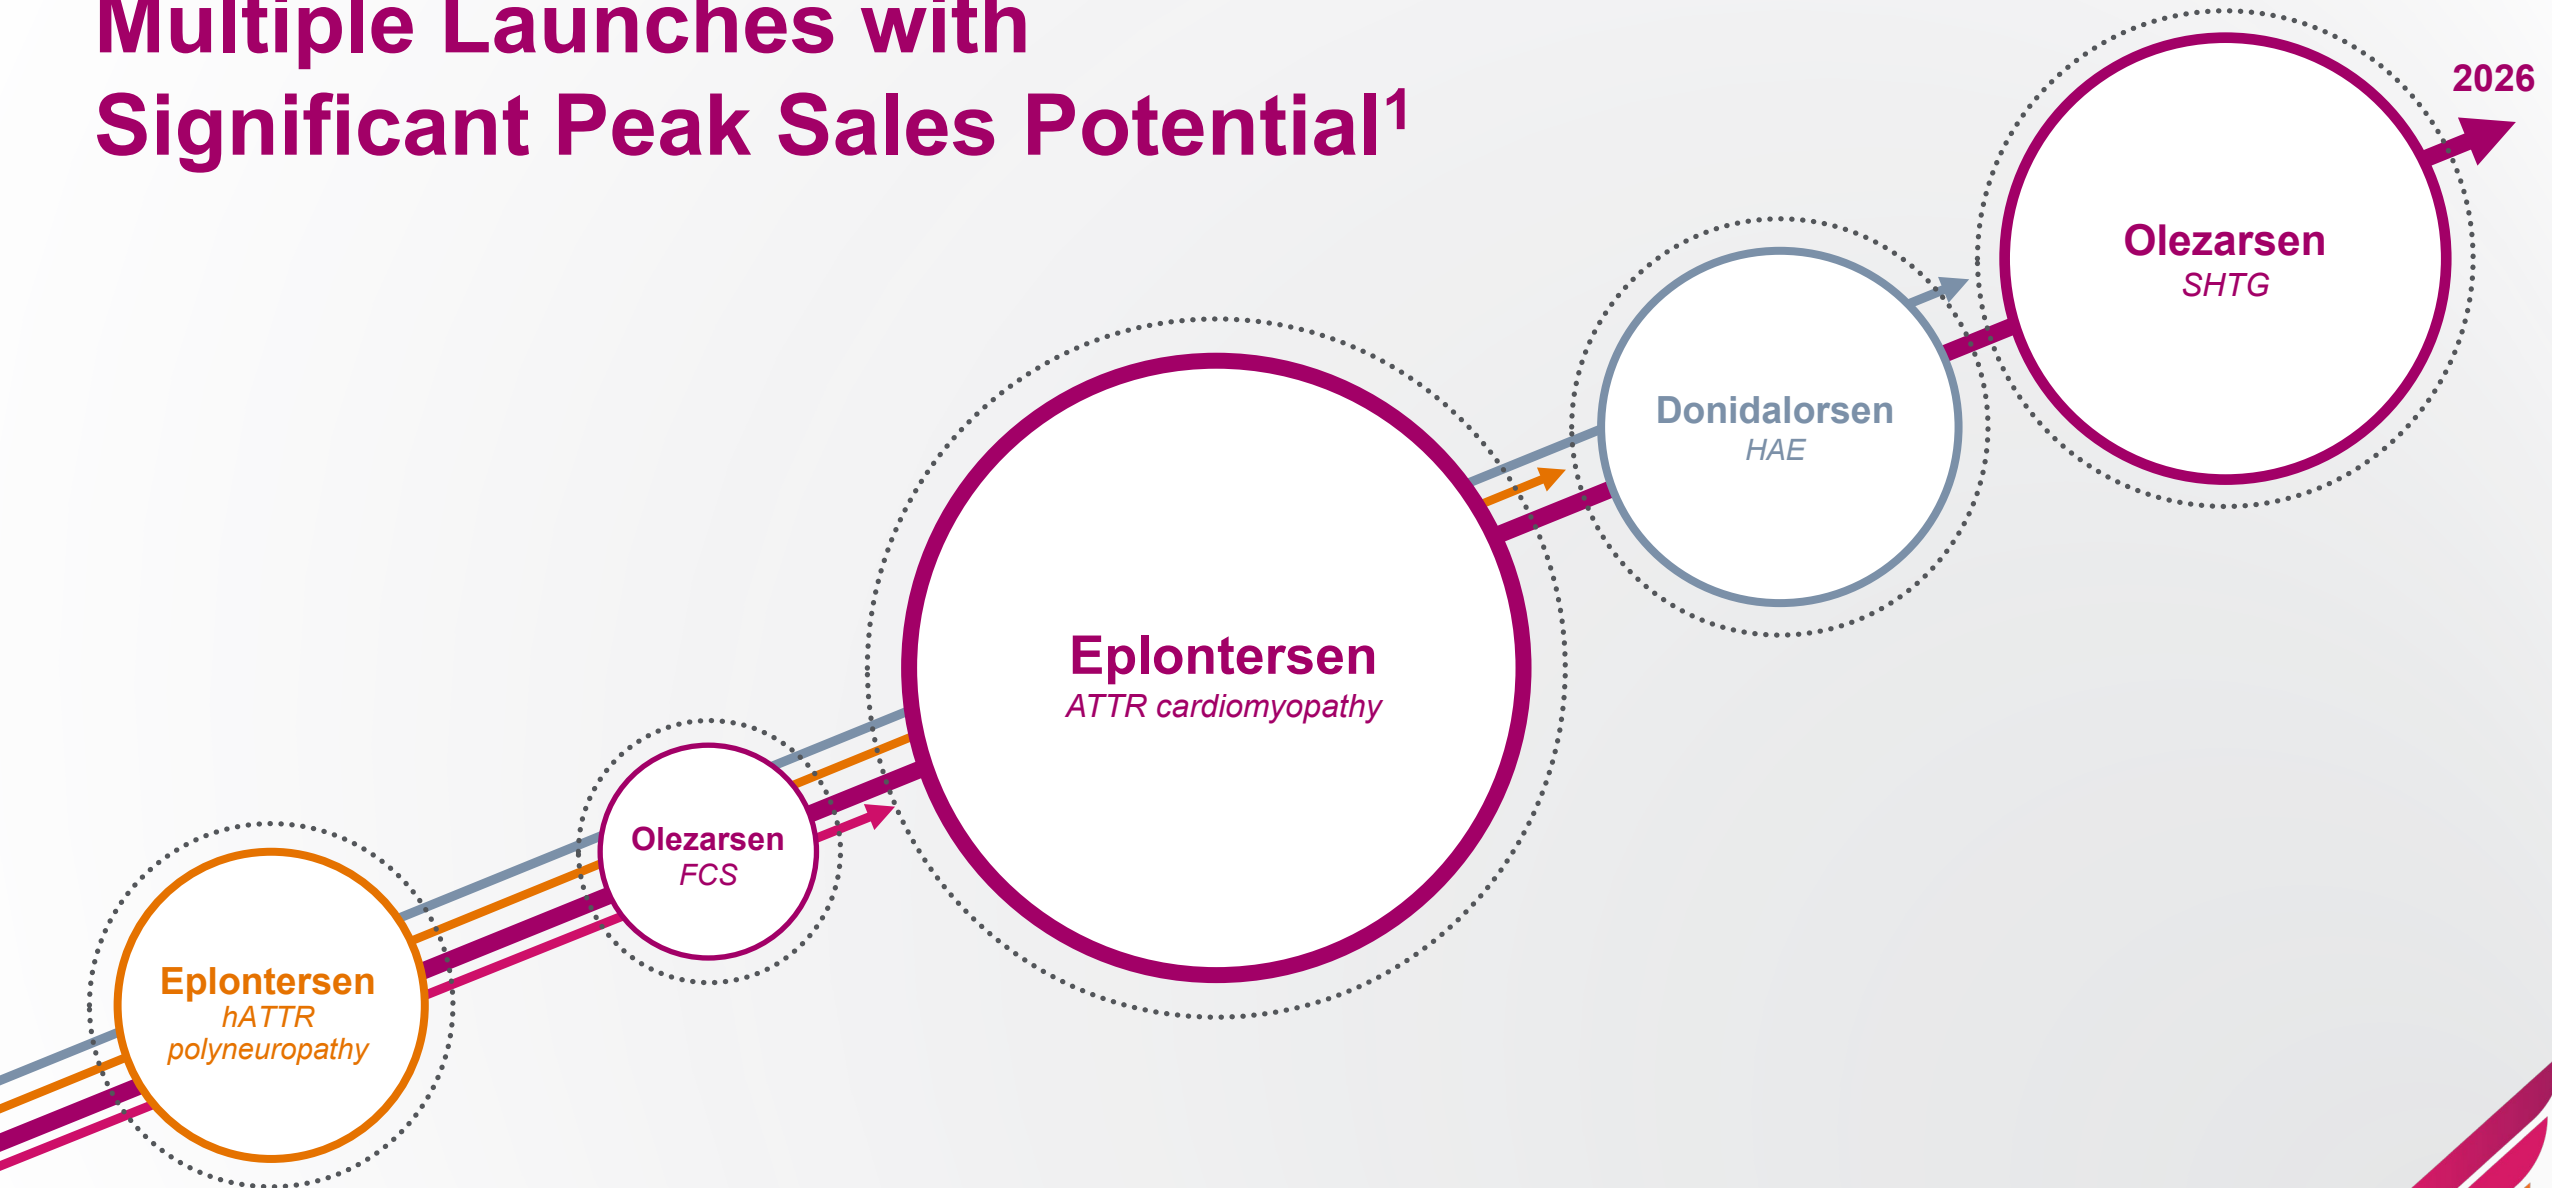 Multiple Launches with
Significant Peak Sales Potential1
2026
Olezarsen
SHTG
Donidalorsen
HAE
Eplontersen
ATTR cardiomyopathy
Olezarsen
FCS
Eplontersen
hATTR
polyneuropathy